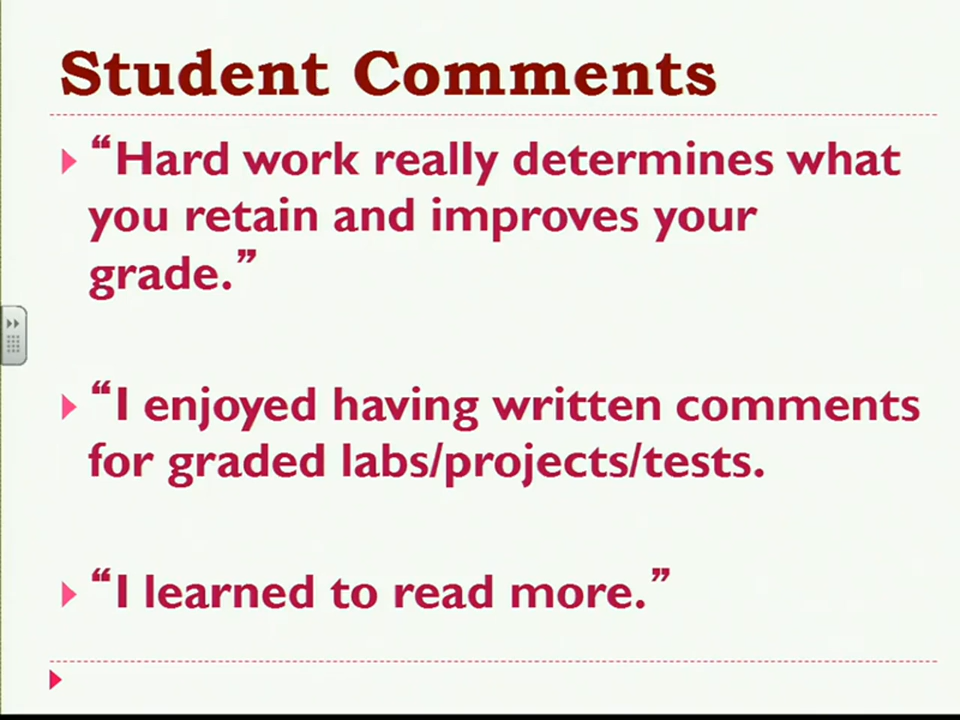 Student Comments
“Hard work really determines what
you retain and improves your
grade.”
“I enjoyed having written comments
for graded labs/projects/tests.
“I learned to read more.”